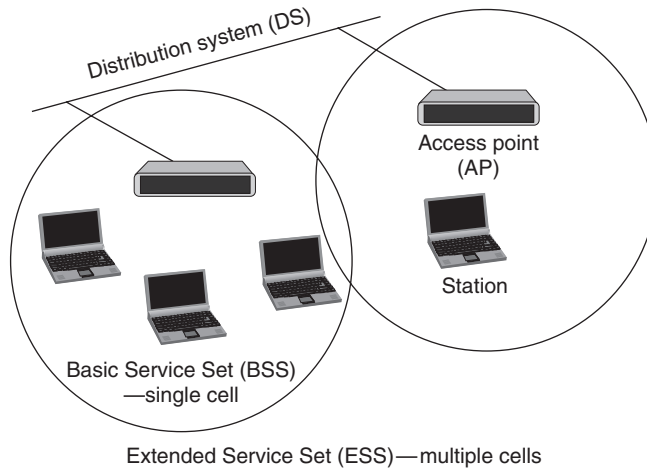 Distribution system (DS)
Access point
(AP)
Station
Basic Service Set (BSS)
—single cell
Extended Service Set (ESS)—multiple cells